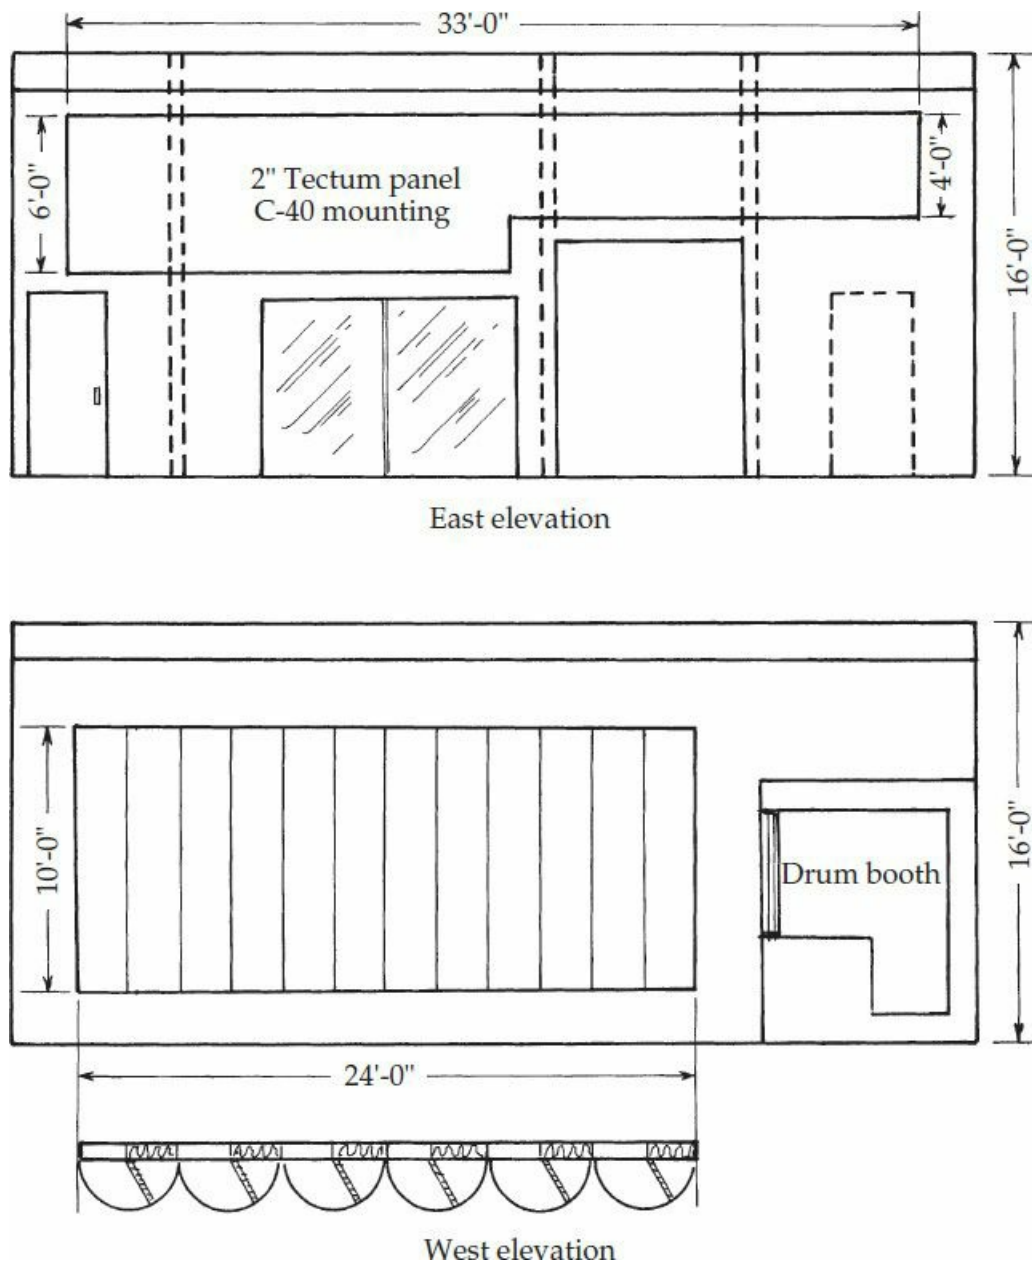 33'-0"
6'-0"
2" Tectum panel
C-40 mounting
4'-0"
16'-0"
East elevation
10'-0"
Drum booth
16'-0"
24'-0"
West elevation